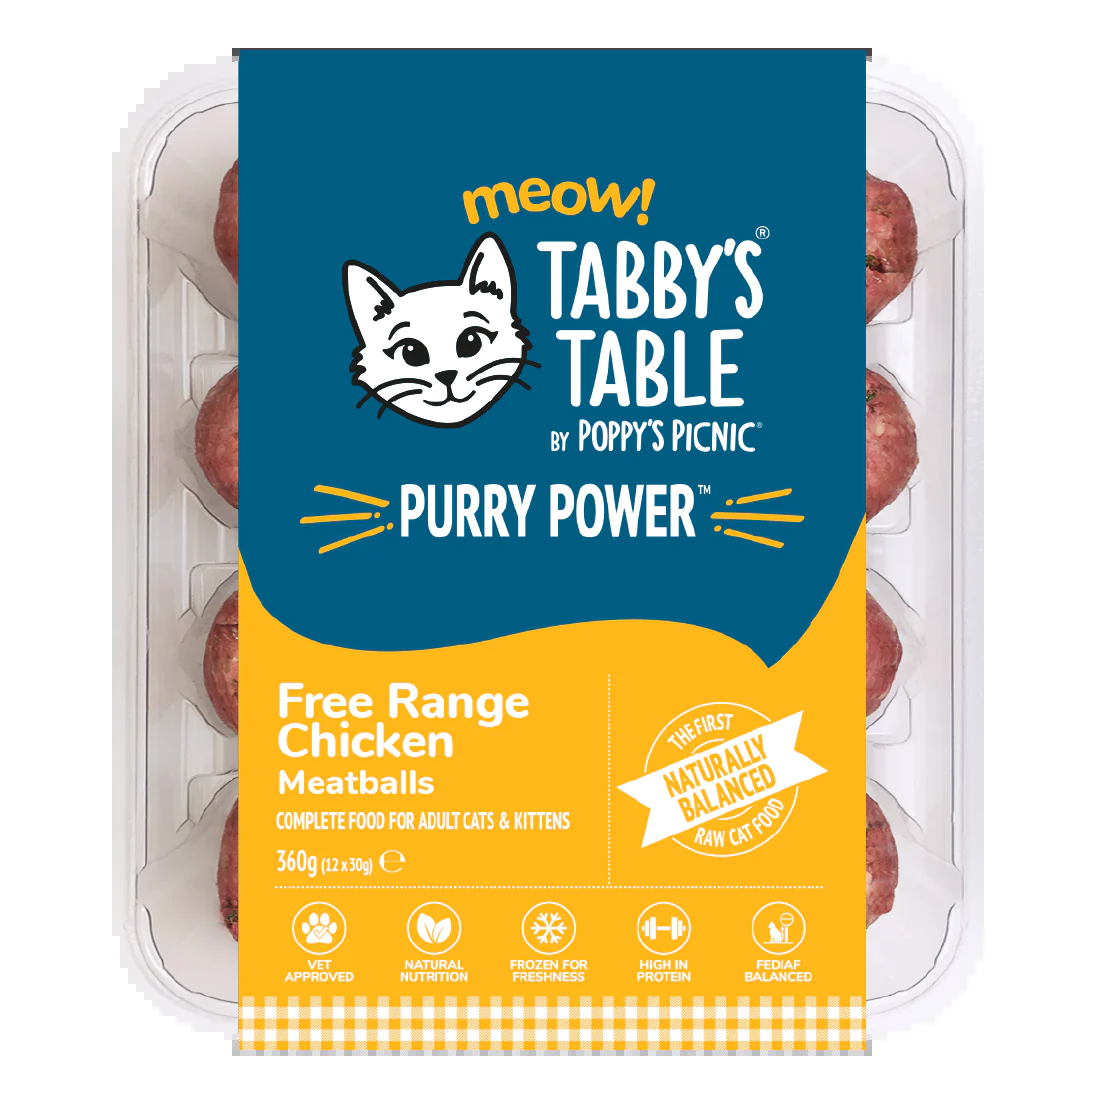 meow!
TABBY'S®
TABLE
BY POPPY'S PICNIC®
PURRY POWER™
Free Range
Chicken
Meatballs
COMPLETE FOOD FOR ADULT CATS & KITTENS
360g (12 x 30g) ℮
THE FIRST
NATURALLY
BALANCED
RAW CAT FOOD
VET
APPROVED
NATURAL
NUTRITION
FROZEN FOR
FRESHNESS
HIGH IN
PROTEIN
FEDIAF
BALANCED